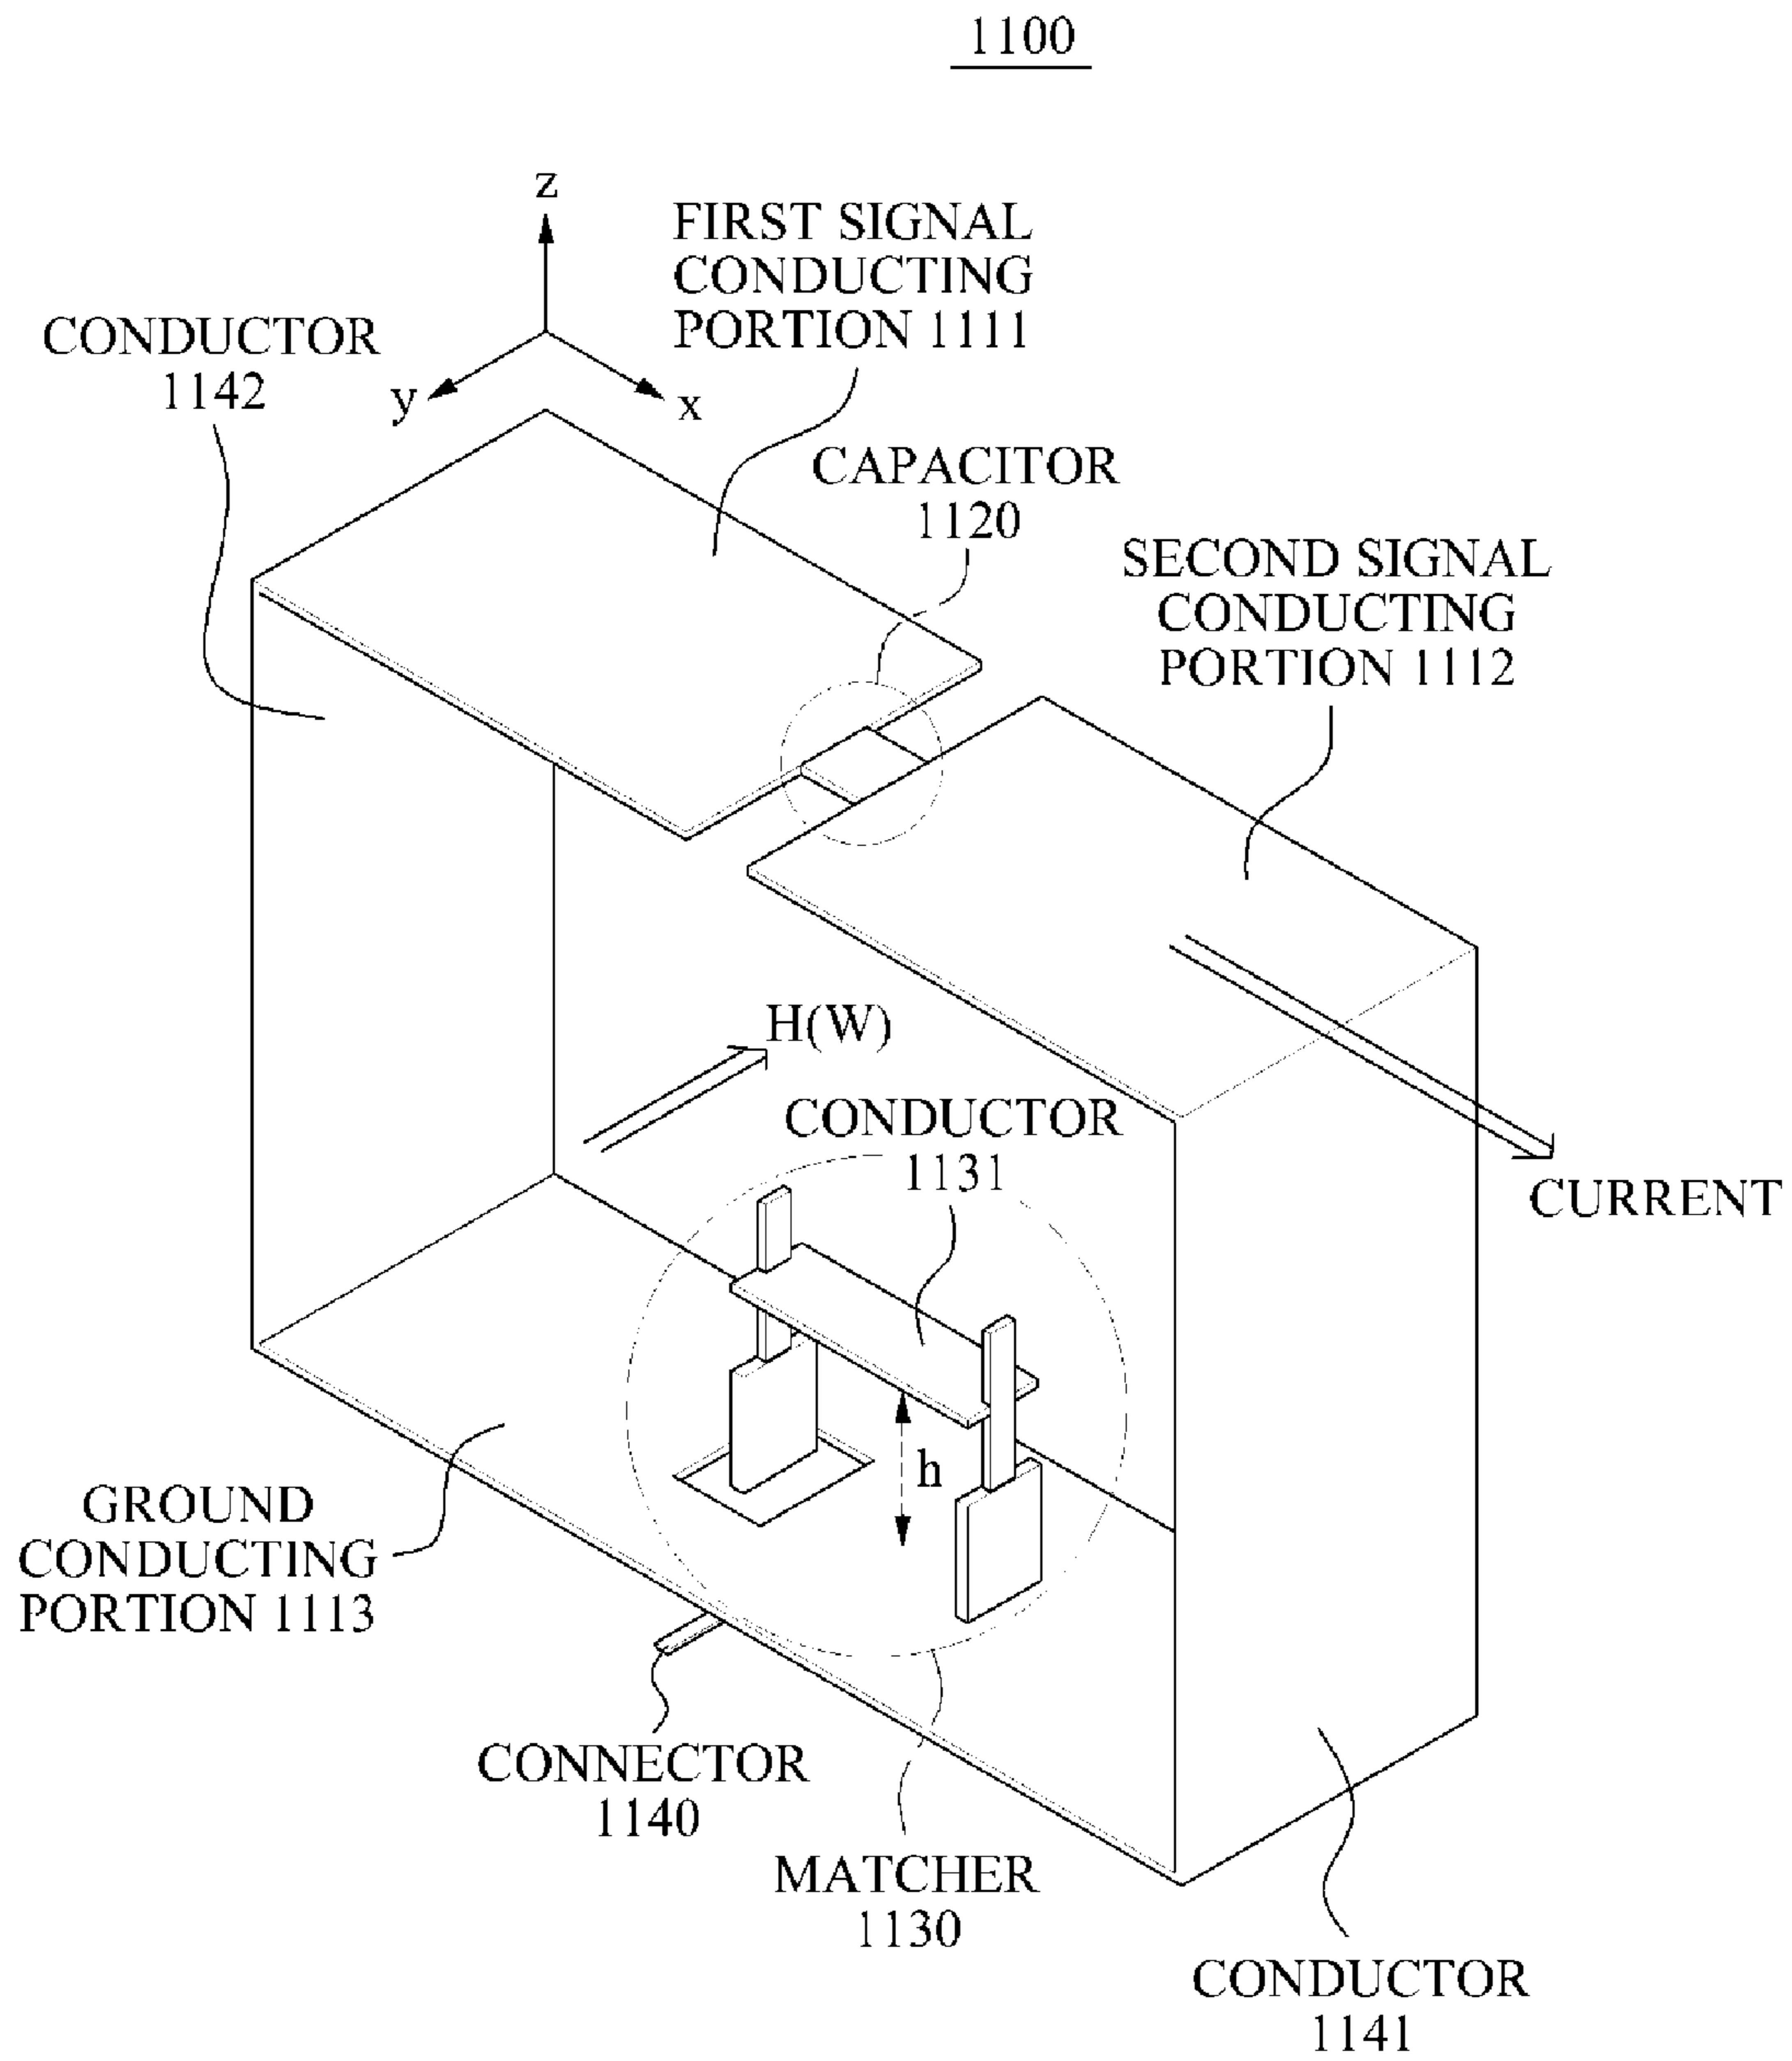 1100
z
y
x
FIRST SIGNAL
CONDUCTING
PORTION 1111
CONDUCTOR
1142
CAPACITOR
1120
SECOND SIGNAL
CONDUCTING
PORTION 1112
H(W)
CONDUCTOR
1131
CURRENT
h
GROUND
CONDUCTING
PORTION 1113
CONNECTOR
1140
MATCHER
1130
CONDUCTOR
1141